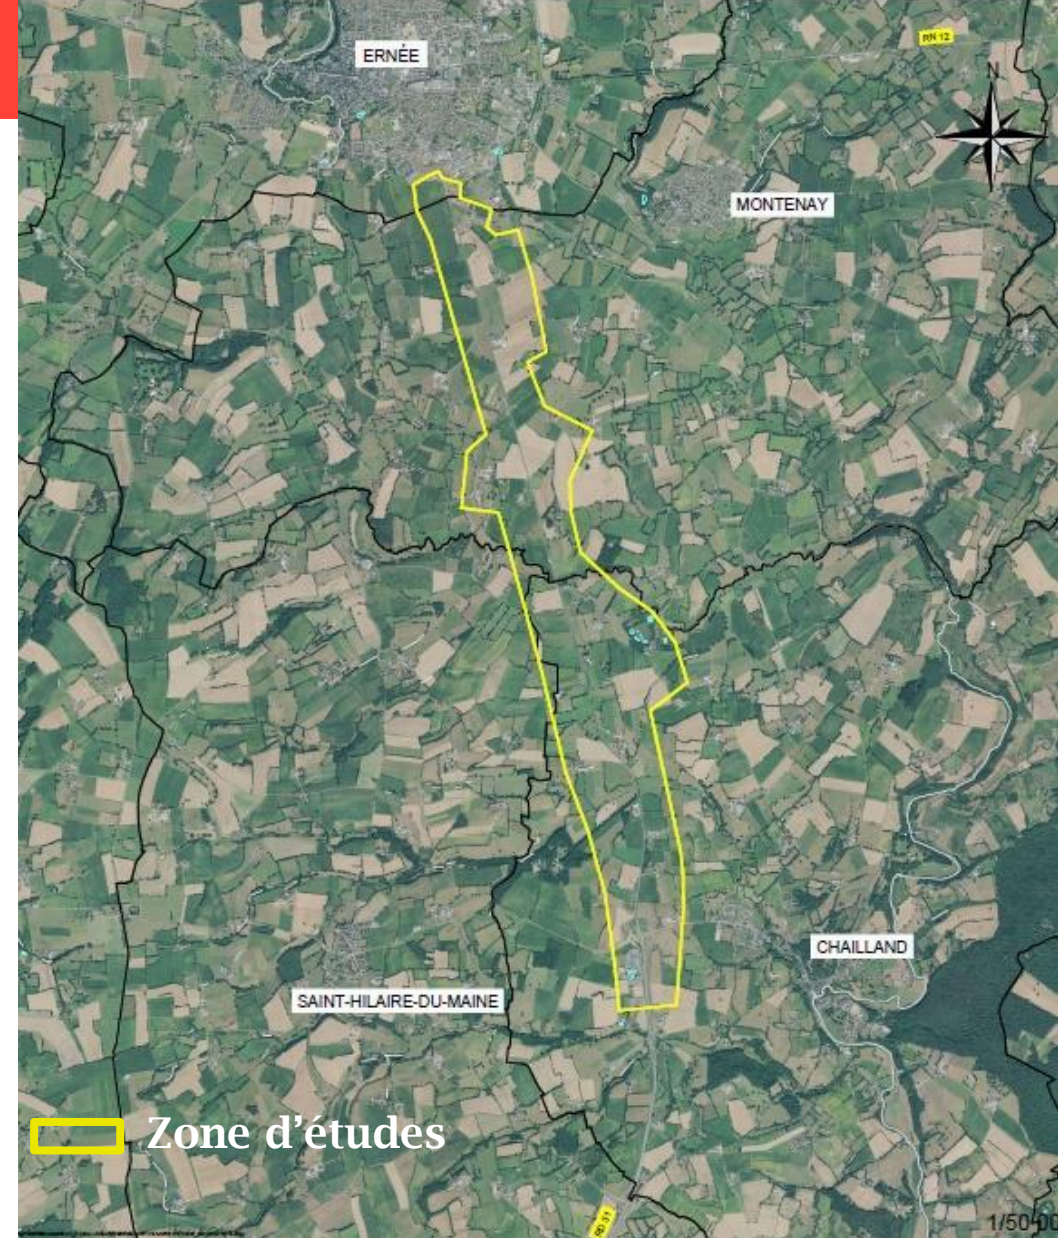 ERNÉE
RN 12
N
MONTENAY
CHAILLAND
SAINT-HILAIRE-DU-MAINE
Zone d'études
RD 31